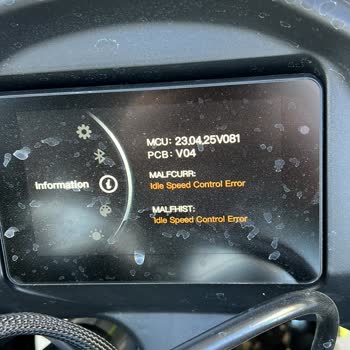 MCU: 23.04.25V081
PCB: V04
Information
MALFCURR:
Idle Speed Control Error
MALFHIST:
Idle Speed Control Error